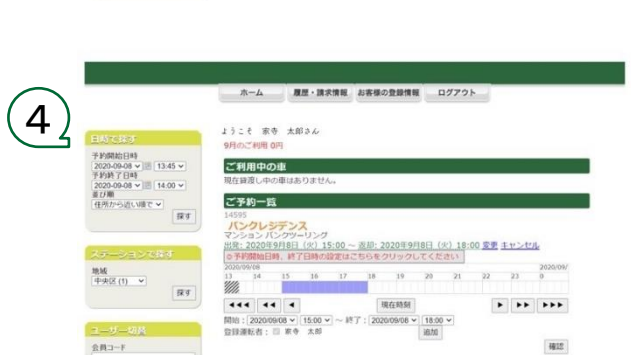 4
ホーム 履歴・請求情報 お客様の登録情報 ログアウト
日時で探す
予約開始日時
2020-09-08 13:45
予約終了日時
2020-09-08 14:00
並び順
住所から近い順で
探す
ステーションで探す
地域
中央区 (1)
探す
ユーザー切替
会員コード
ようこそ 家寺 太郎さん
9月のご利用 0円
ご利用中の車
現在貸渡し中の車はありません。
ご予約一覧
14595
パンクレジデンス
マンション パンクツーリング
出発: 2020年9月8日 (火) 15:00 ~ 返却: 2020年9月8日 (火) 18:00 変更 キャンセル
※予約開始日時、終了日時の設定はこちらをクリックしてください
2020/09/08 2020/09/
13 14 15 16 17 18 19 20 21 22 23 0
◄◄◄ ◄◄ ◄ 現在時刻 ► ►► ►►►
開始: 2020/09/08 15:00 ~ 終了: 2020/09/08 18:00
登録運転者: 家寺 太郎 追加
確認